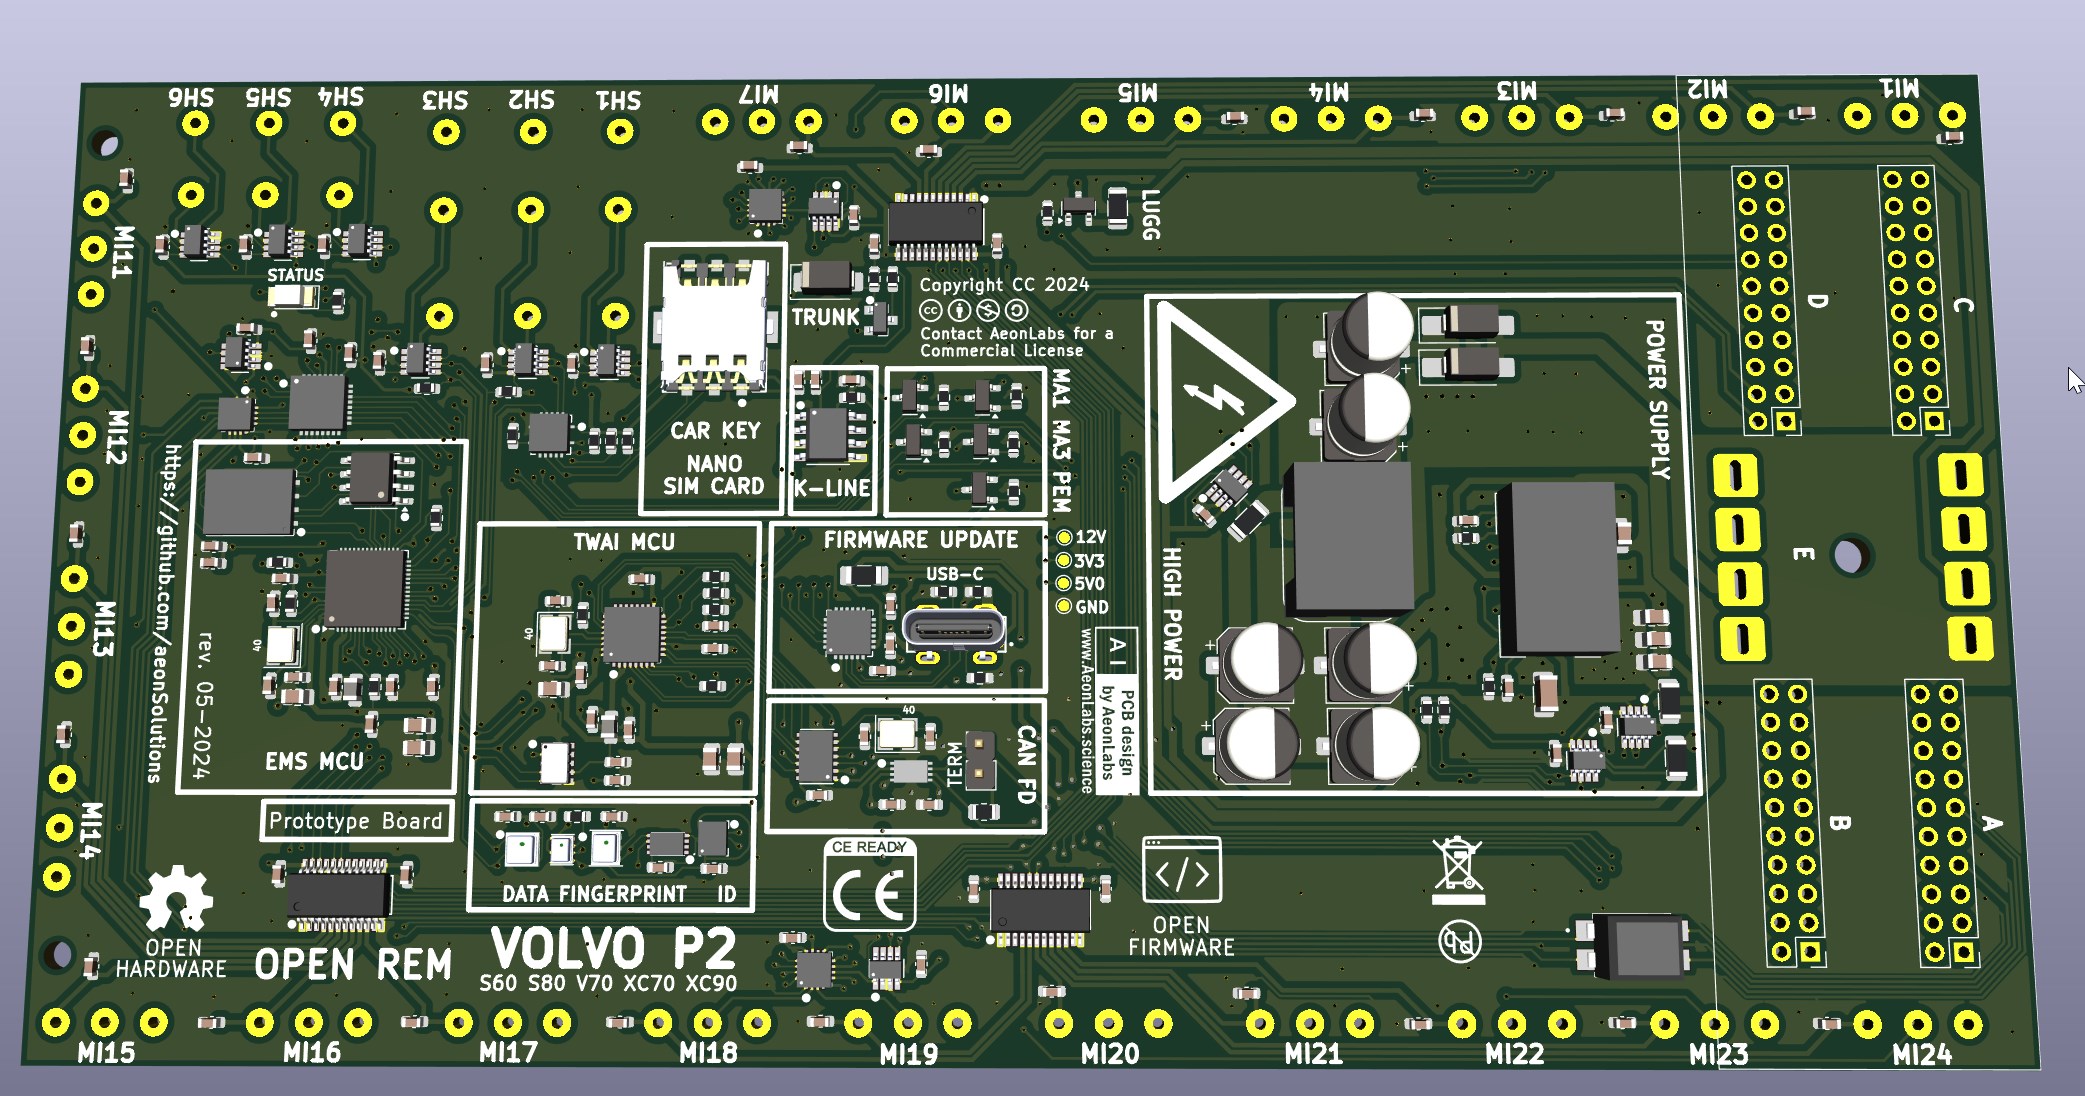 SH6
SH5
SH4
SH3
SH2
SH1
MI7
MI6
MI5
MI4
MI3
MI2
MI1
MI11
STATUS
LUGG
TRUNK
Copyright CC 2024
cc
Contact AeonLabs for a
Commercial License
D
C
POWER SUPPLY
MI12
CAR KEY
NANO
SIM CARD
K-LINE
MA1 MA3 PEM
https://github.com/aeonSolutions
rev. 05-2024
TWAI MCU
FIRMWARE UPDATE
USB-C
12V
3V3
5V0
GND
HIGH POWER
E
MI13
40
40
EMS MCU
40
TERM
CAN FD
AI
PCB design
by AeonLabs
www.AeonLabs.science
MI14
Prototype Board
DATA FINGERPRINT
ID
CE READY
CE
</>
OPEN
FIRMWARE
Pb
B
A
OPEN
HARDWARE
OPEN REM
VOLVO P2
S60 S80 V70 XC70 XC90
MI15
MI16
MI17
MI18
MI19
MI20
MI21
MI22
MI23
MI24